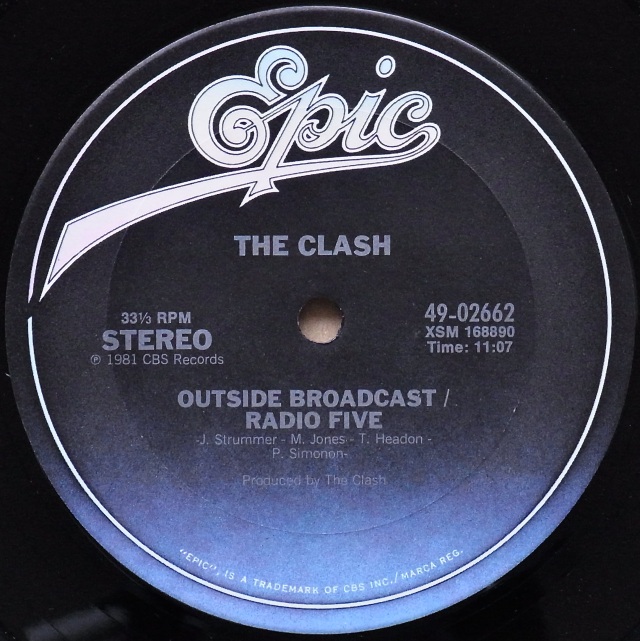 Epic
THE CLASH
33⅓ RPM
STEREO
℗ 1981 CBS Records
49-02662
XSM 168890
Time: 11:07
OUTSIDE BROADCAST /
RADIO FIVE
-J. Strummer - M. Jones - T. Headon -
P. Simonon-
Produced by The Clash
"EPIC", IS A TRADEMARK OF CBS INC./MARCA REG.